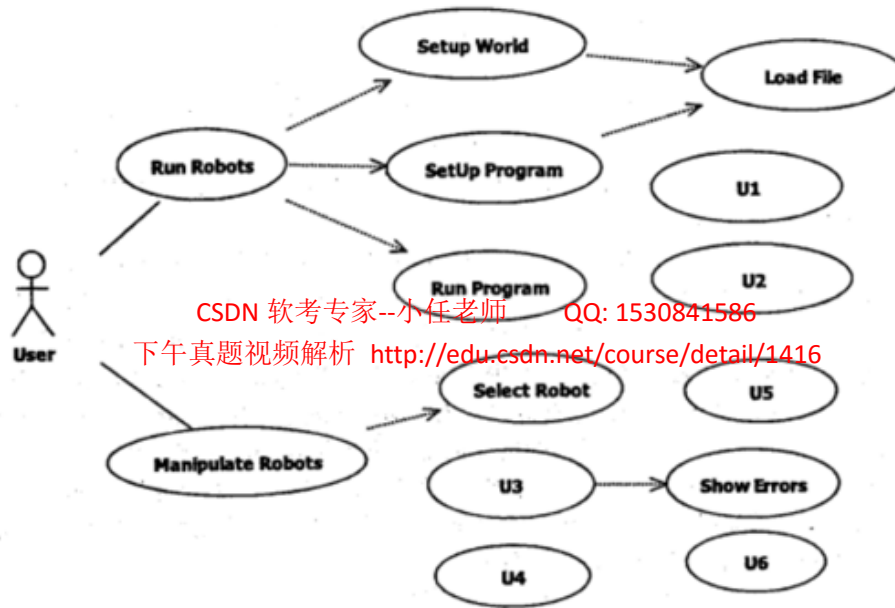 Setup World
Load File
Run Robots
SetUp Program
U1
Run Program
U2
CSDN 软考专家--小任老师 QQ: 1530841586
User
下午真题视频解析 http://edu.csdn.net/course/detail/1416
Select Robot
U5
Manipulate Robots
U3
Show Errors
U4
U6